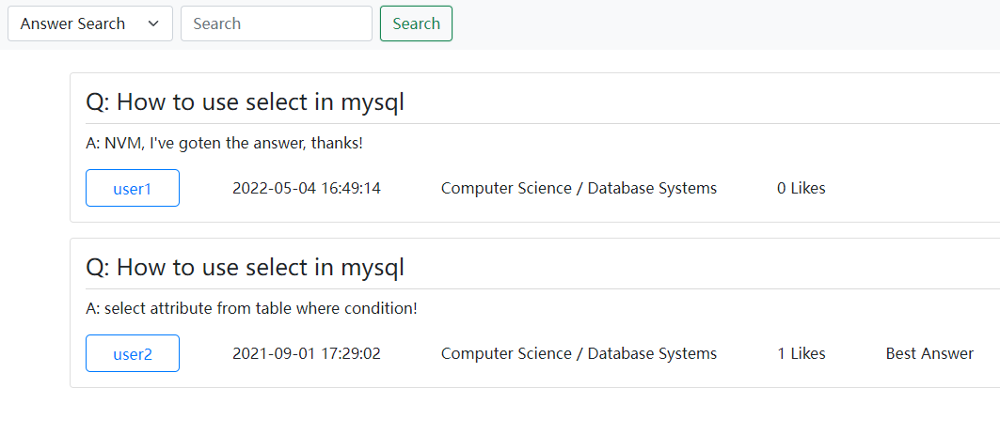 Answer Search Search Search
Q: How to use select in mysql
A: NVM, I've goten the answer, thanks!
user1 2022-05-04 16:49:14 Computer Science / Database Systems 0 Likes
Q: How to use select in mysql
A: select attribute from table where condition!
user2 2021-09-01 17:29:02 Computer Science / Database Systems 1 Likes Best Answer